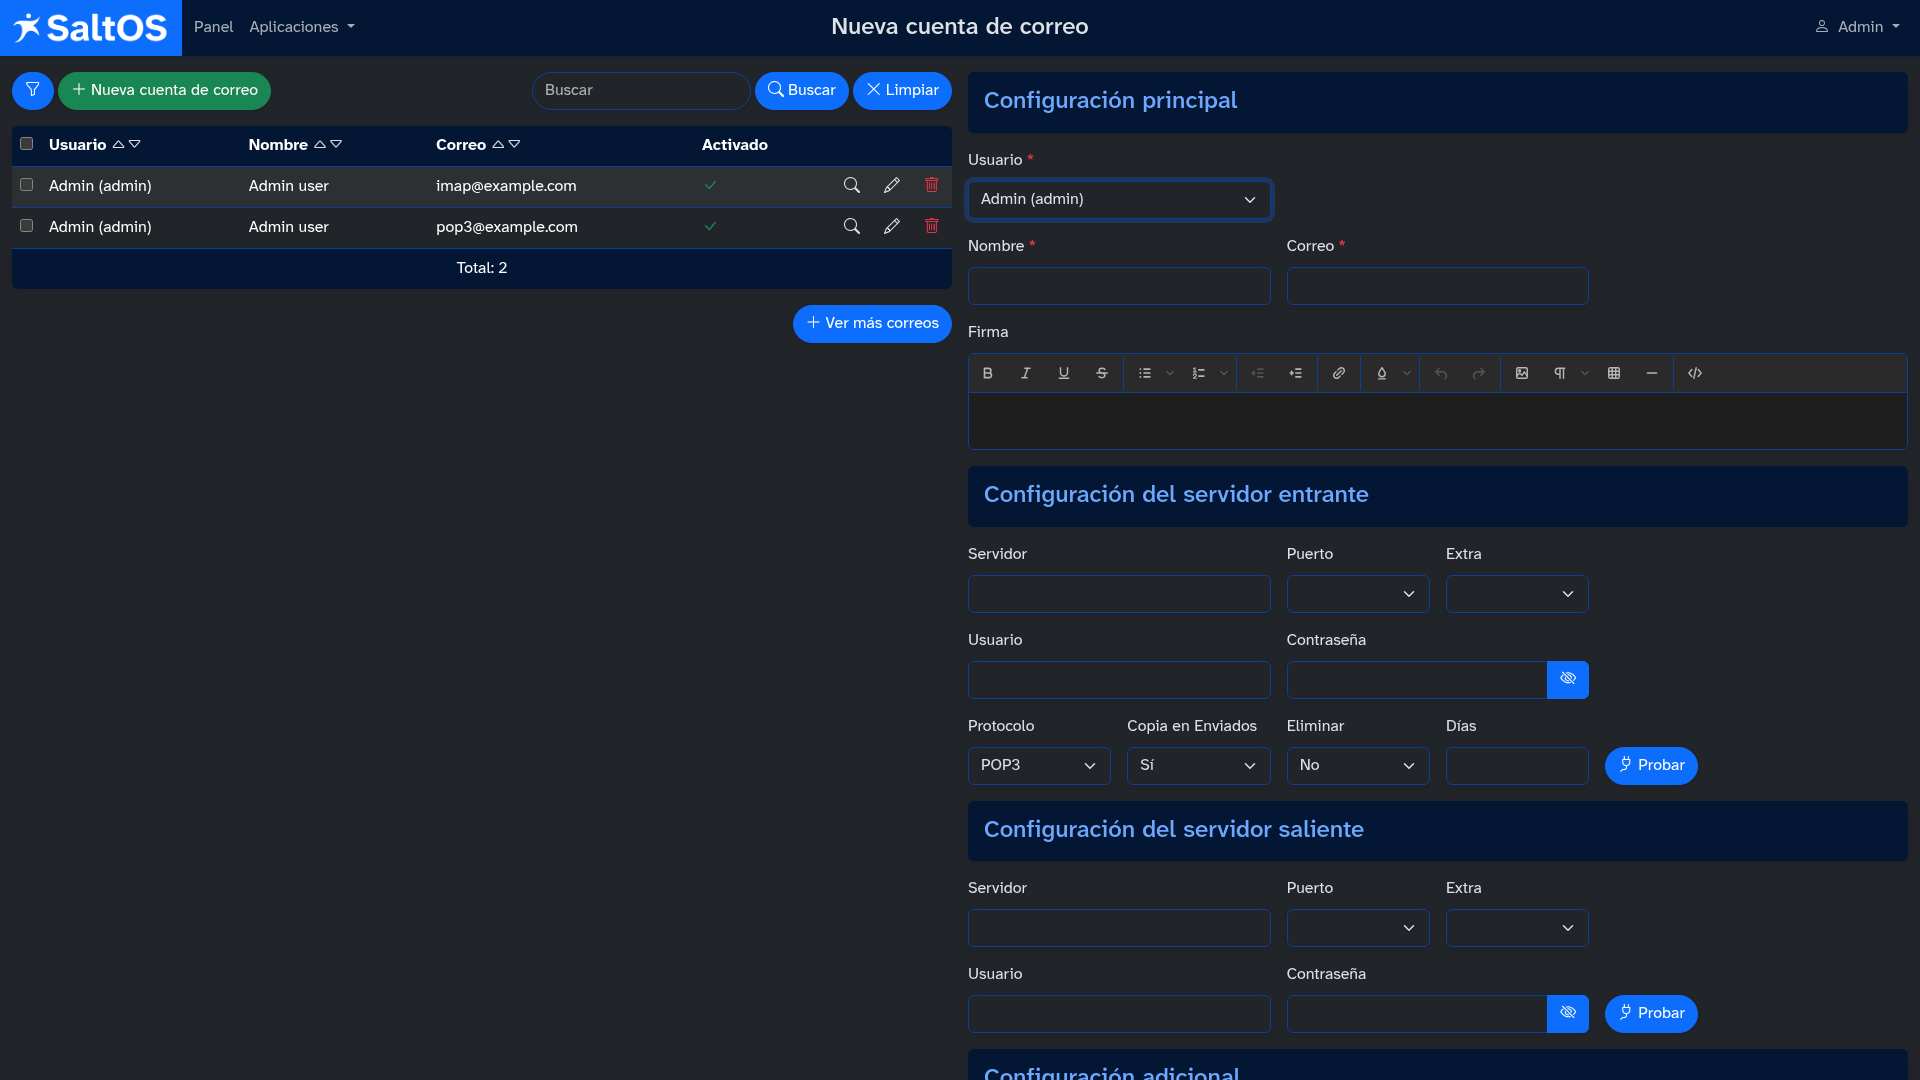 SaltOS Panel Aplicaciones Nueva cuenta de correo Admin
Nueva cuenta de correo Buscar Buscar Limpiar
Usuario Nombre Correo Activado
Admin (admin) Admin user imap@example.com
Admin (admin) Admin user pop3@example.com
Total: 2
Ver más correos
Configuración principal
Usuario *
Admin (admin)
Nombre * Correo *
Firma
Configuración del servidor entrante
Servidor Puerto Extra
Usuario Contraseña
Protocolo Copia en Enviados Eliminar Días
POP3 Sí No Probar
Configuración del servidor saliente
Servidor Puerto Extra
Usuario Contraseña
Probar
Configuración adicional